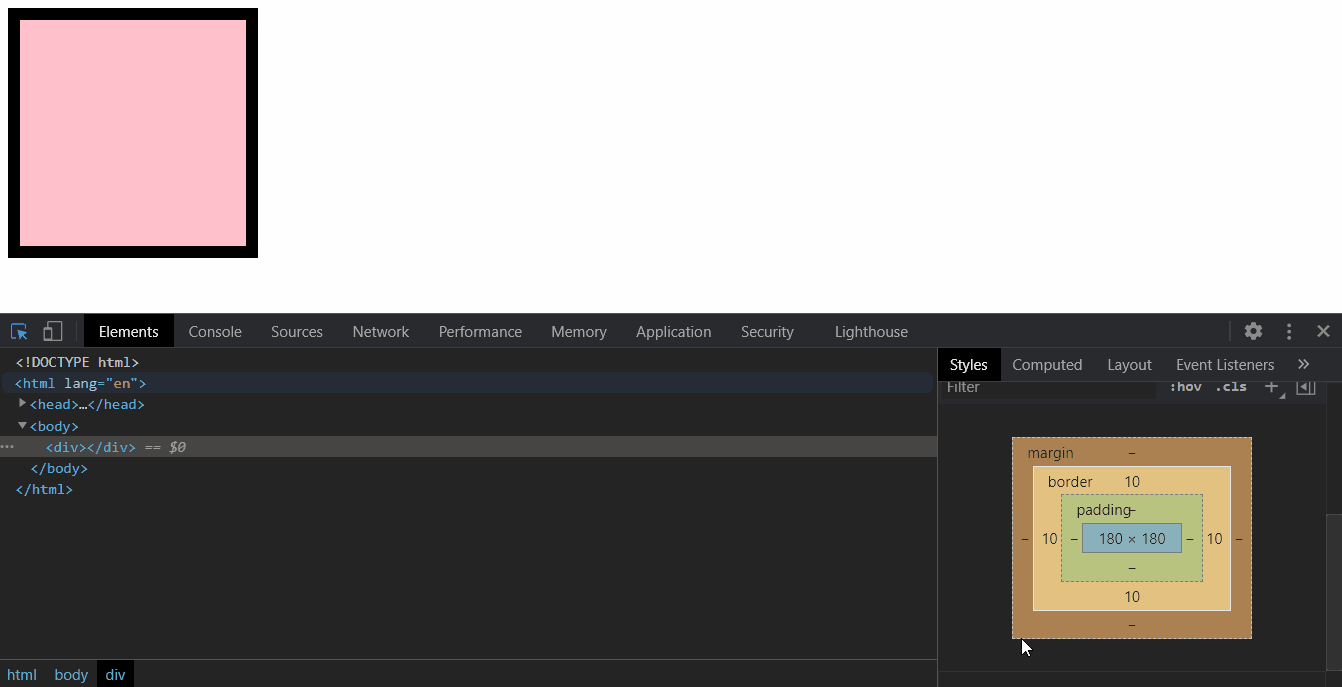 Elements Console Sources Network Performance Memory Application Security Lighthouse
<!DOCTYPE html>
<html lang="en">
<head>…</head>
<body>
<div></div> == $0
</body>
</html>
html body div
Styles Computed Layout Event Listeners »
Filter :hov .cls +
margin –
border 10
padding –
– 10 – 180 × 180 – 10 –
–
10
–